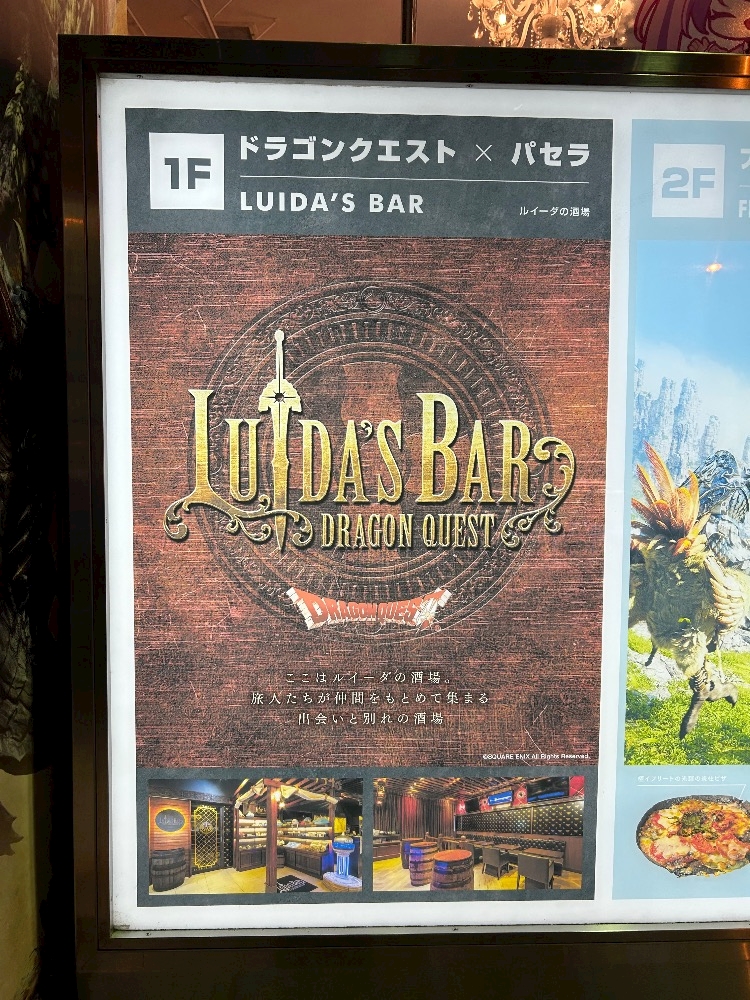 1F
ドラゴンクエスト × パセラ
LUIDA'S BAR
ルイーダの酒場
LUIDA'S BAR
DRAGON QUEST
DRAGON QUEST
ここはルイーダの酒場。
旅人たちが仲間をもとめて集まる
出会いと別れの酒場
©SQUARE ENIX All Rights Reserved.
LUIDA'S
2F